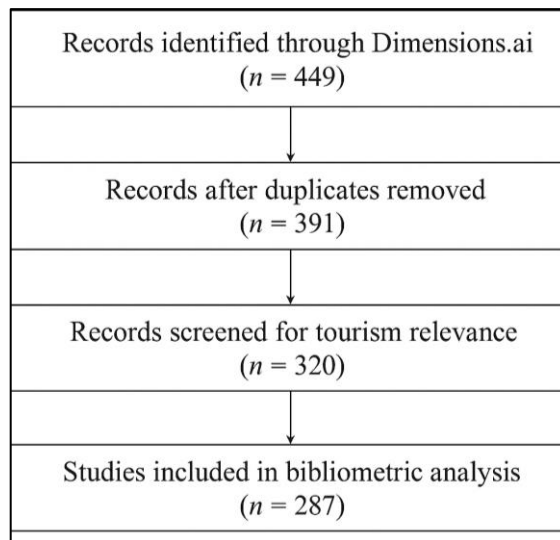 Records identified through Dimensions.ai
(n = 449)
Records after duplicates removed
(n = 391)
Records screened for tourism relevance
(n = 320)
Studies included in bibliometric analysis
(n = 287)